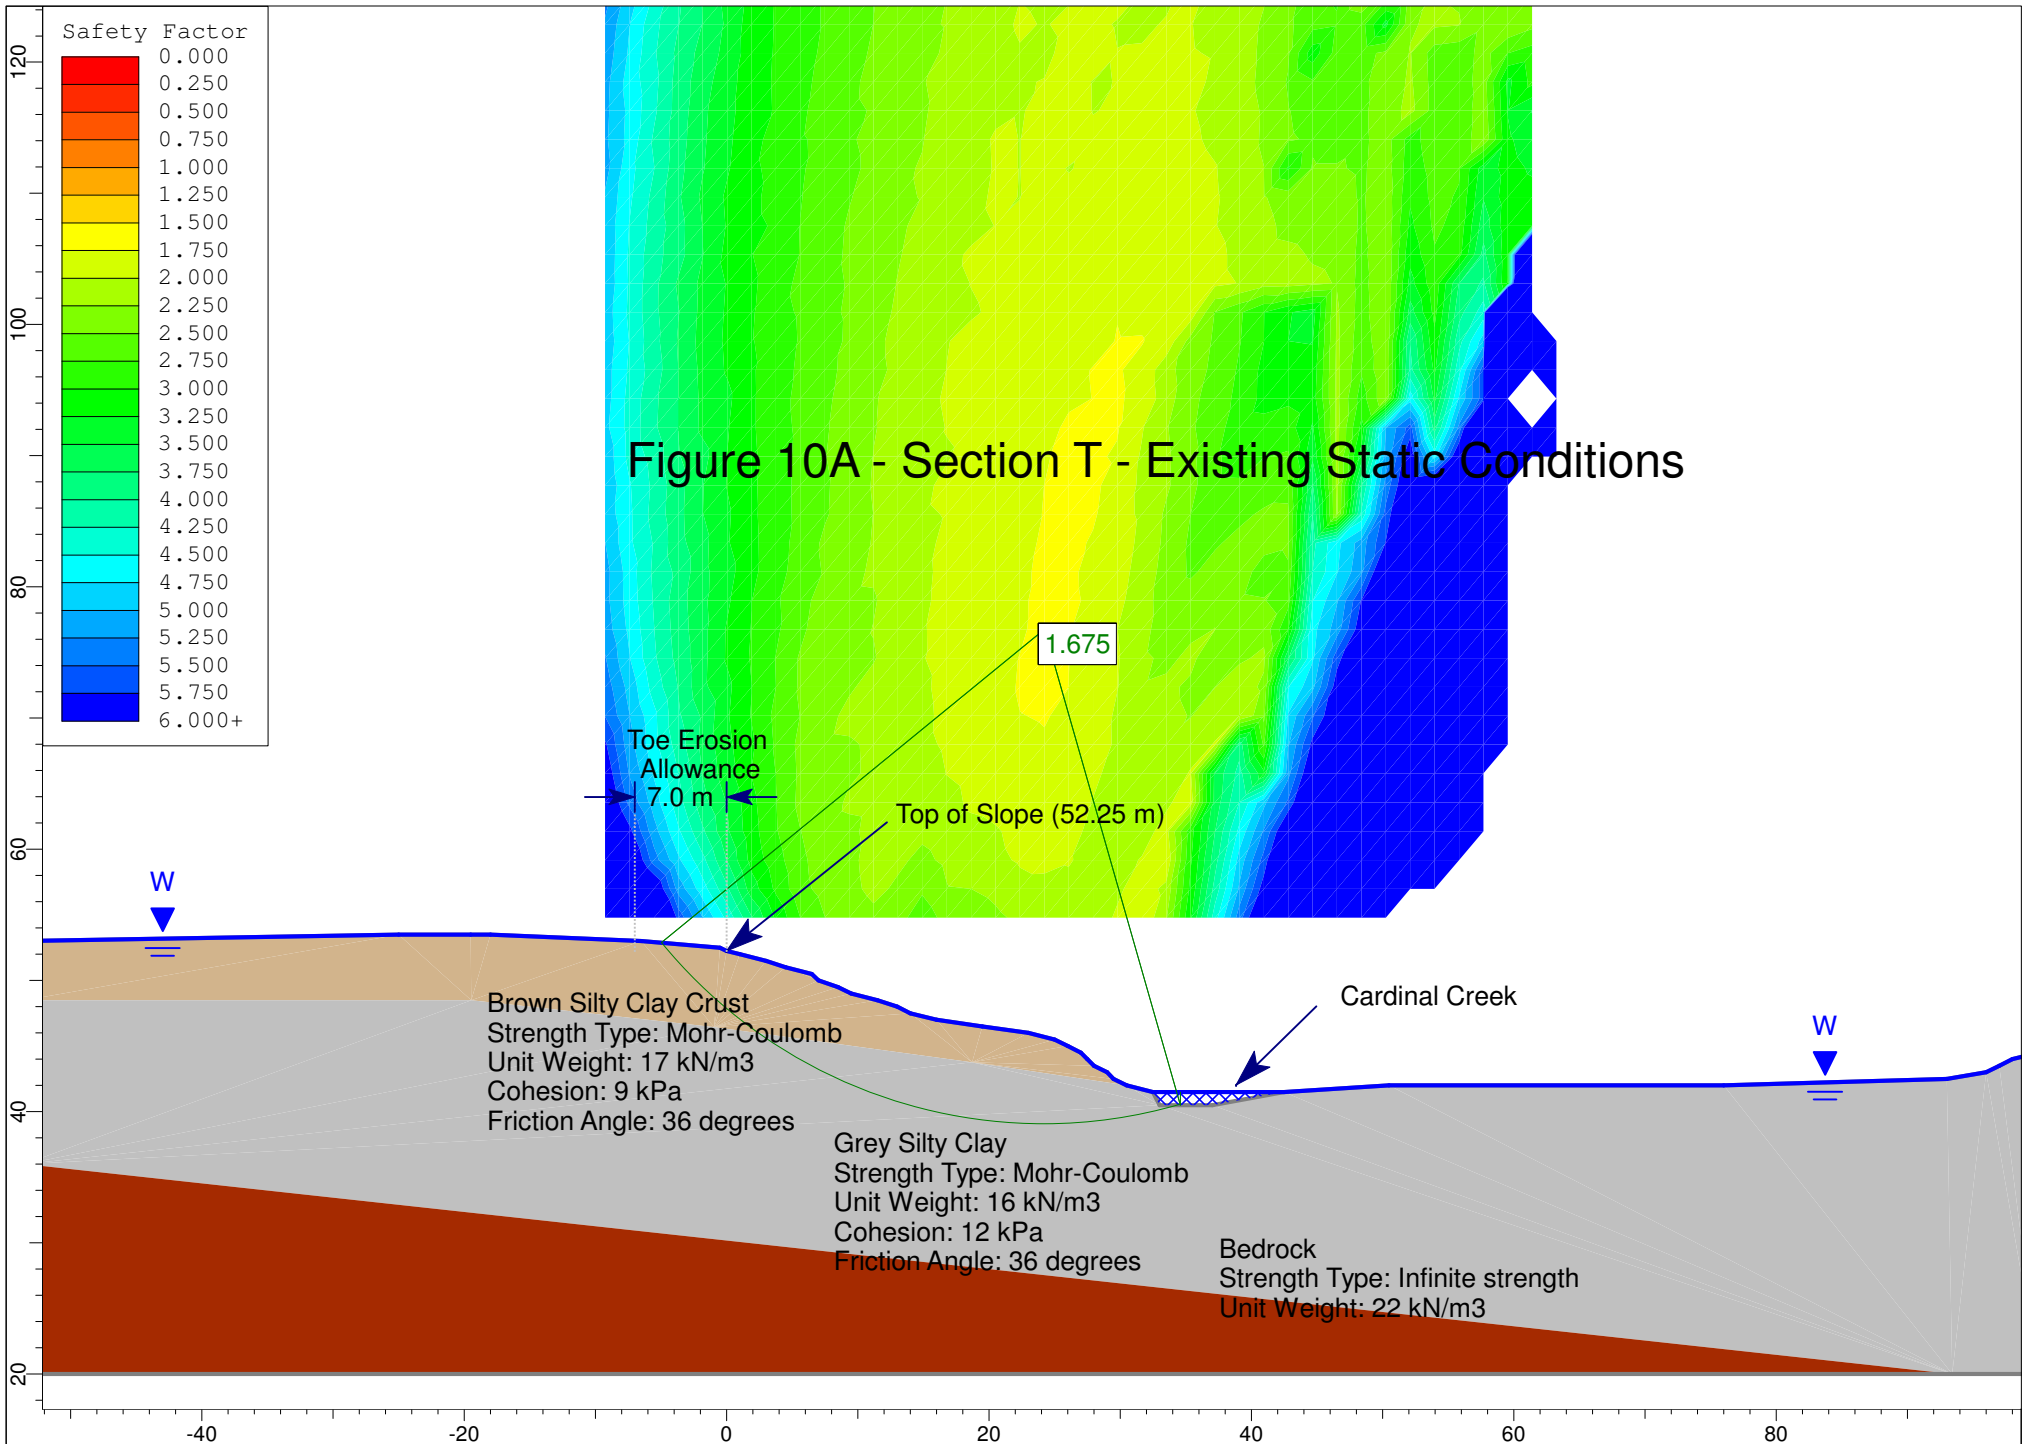 Safety Factor
0.000
0.250
0.500
0.750
1.000
1.250
1.500
1.750
2.000
2.250
2.500
2.750
3.000
3.250
3.500
3.750
4.000
4.250
4.500
4.750
5.000
5.250
5.500
5.750
6.000+
Figure 10A - Section T - Existing Static Conditions
1.675
Toe Erosion
Allowance
7.0 m
Top of Slope (52.25 m)
W
Cardinal Creek
W
Brown Silty Clay Crust
Strength Type: Mohr-Coulomb
Unit Weight: 17 kN/m3
Cohesion: 9 kPa
Friction Angle: 36 degrees
Grey Silty Clay
Strength Type: Mohr-Coulomb
Unit Weight: 16 kN/m3
Cohesion: 12 kPa
Friction Angle: 36 degrees
Bedrock
Strength Type: Infinite strength
Unit Weight: 22 kN/m3
120
100
80
60
40
20
-40 -20 0 20 40 60 80